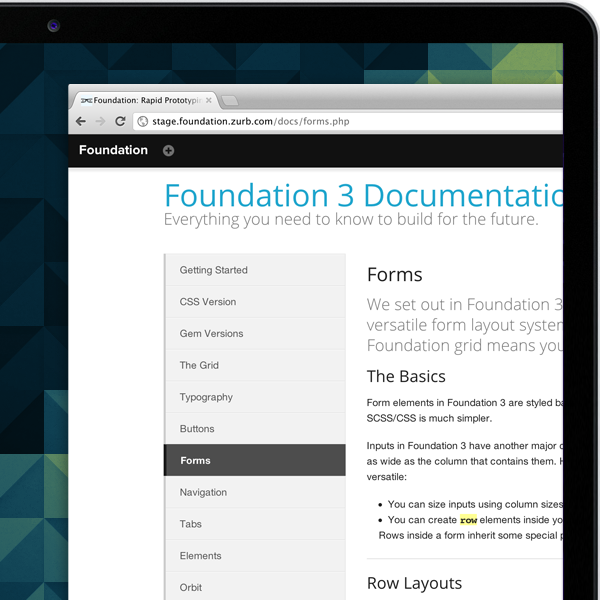 Foundation: Rapid Prototypi
stage.foundation.zurb.com/docs/forms.php
Foundation
Foundation 3 Documentatio
Everything you need to know to build for the future.
Getting Started
CSS Version
Gem Versions
The Grid
Typography
Buttons
Forms
Navigation
Tabs
Elements
Orbit
Forms
We set out in Foundation 3
versatile form layout system
Foundation grid means you
The Basics
Form elements in Foundation 3 are styled ba
SCSS/CSS is much simpler.
Inputs in Foundation 3 have another major
as wide as the column that contains them. H
versatile:
You can size inputs using column sizes
You can create row elements inside yo
Rows inside a form inherit some special p
Row Layouts